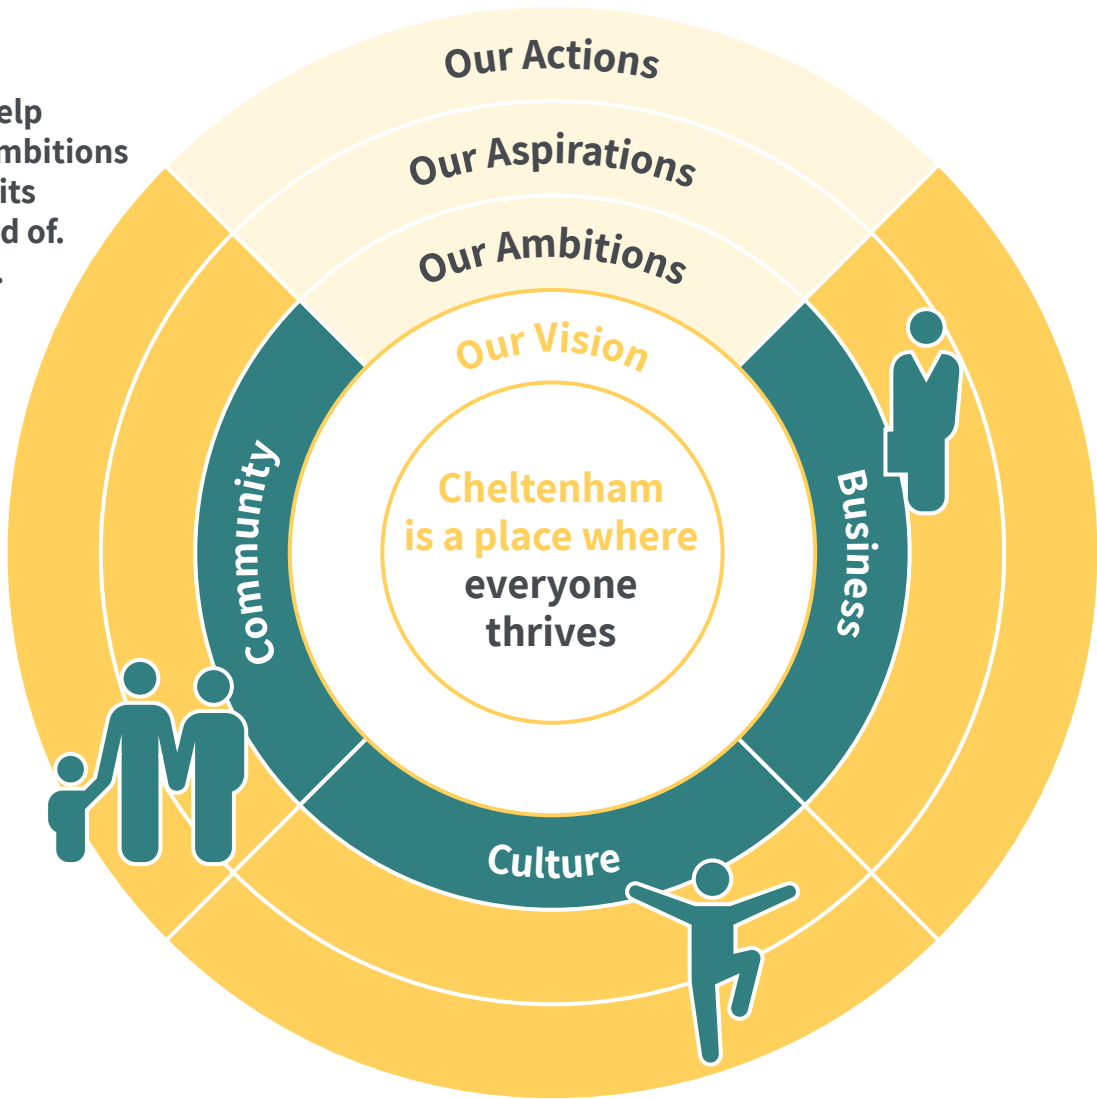 elp
mbitions
its
d of.
.
Our Actions
Our Aspirations
Our Ambitions
Our Vision
Cheltenham
is a place where
everyone
thrives
Community
Business
Culture